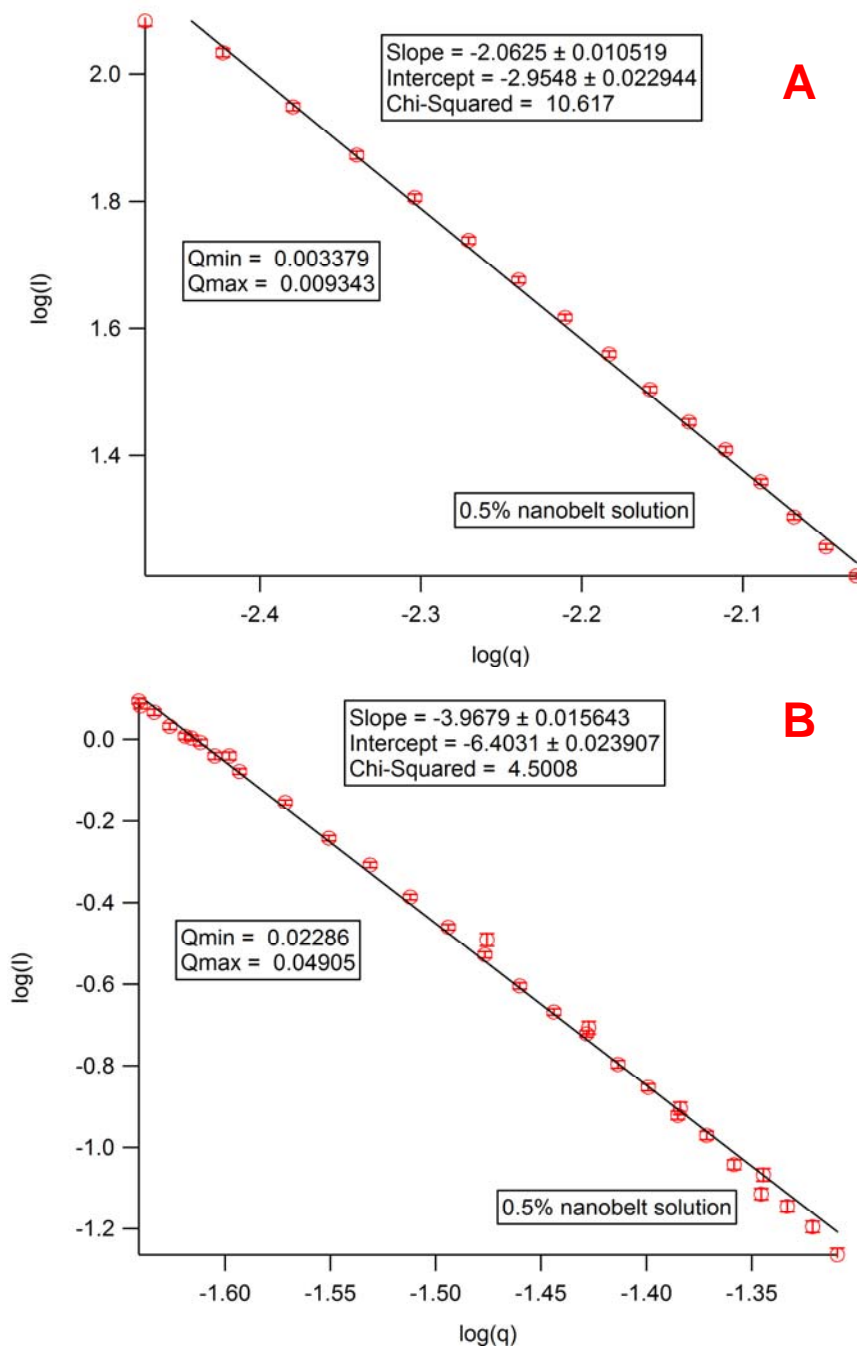 Slope = -2.0625 ± 0.010519
Intercept = -2.9548 ± 0.022944
Chi-Squared = 10.617
A
2.0
1.8
1.6
1.4
log(I)
Qmin = 0.003379
Qmax = 0.009343
0.5% nanobelt solution
-2.4
-2.3
-2.2
-2.1
log(q)
Slope = -3.9679 ± 0.015643
Intercept = -6.4031 ± 0.023907
Chi-Squared = 4.5008
B
0.0
-0.2
-0.4
-0.6
-0.8
-1.0
-1.2
log(I)
Qmin = 0.02286
Qmax = 0.04905
0.5% nanobelt solution
-1.60
-1.55
-1.50
-1.45
-1.40
-1.35
log(q)